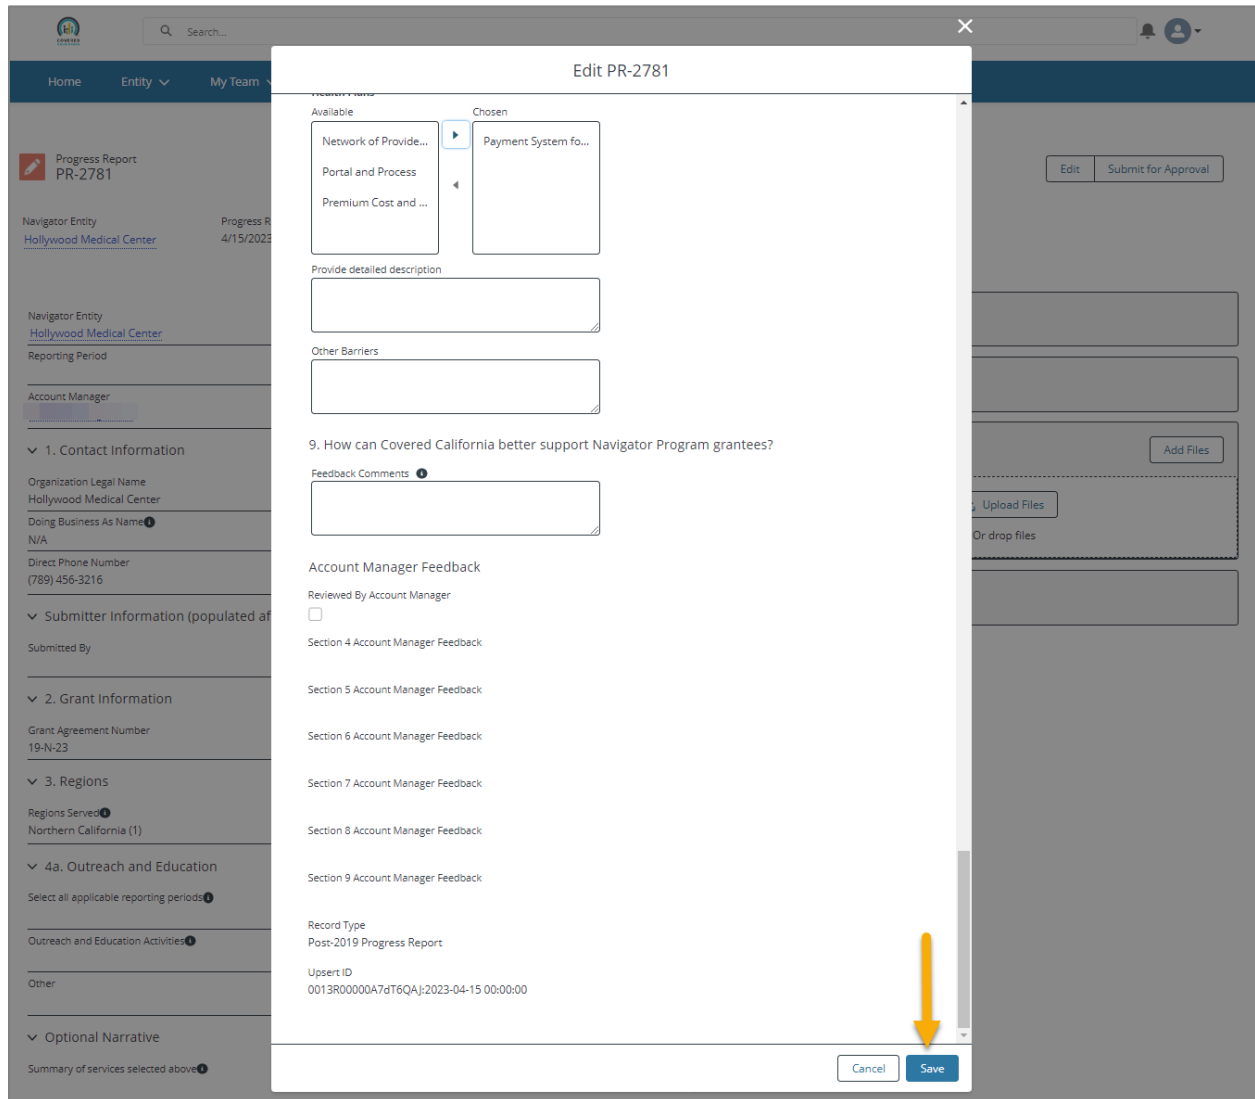 Search...
Home
Entity
My Team
Edit PR-2781
Progress Report
PR-2781
Edit
Submit for Approval
Navigator Entity
Progress R
Hollywood Medical Center
4/15/2023
Navigator Entity
Hollywood Medical Center
Reporting Period
Account Manager
1. Contact Information
Organization Legal Name
Hollywood Medical Center
Doing Business As Name
N/A
Direct Phone Number
(789) 456-3216
Submitter Information (populated af
Submitted By
2. Grant Information
Grant Agreement Number
19-N-23
3. Regions
Regions Served
Northern California (1)
4a. Outreach and Education
Select all applicable reporting periods
Outreach and Education Activities
Other
Optional Narrative
Summary of services selected above
Health Plans
Available
Chosen
Network of Provide...
Portal and Process
Premium Cost and ...
Payment System fo...
Provide detailed description
Other Barriers
9. How can Covered California better support Navigator Program grantees?
Feedback Comments
Account Manager Feedback
Reviewed By Account Manager
Section 4 Account Manager Feedback
Section 5 Account Manager Feedback
Section 6 Account Manager Feedback
Section 7 Account Manager Feedback
Section 8 Account Manager Feedback
Section 9 Account Manager Feedback
Record Type
Post-2019 Progress Report
Upsert ID
0013R00000A7dT6QAJ:2023-04-15 00:00:00
Cancel
Save
Add Files
Upload Files
Or drop files